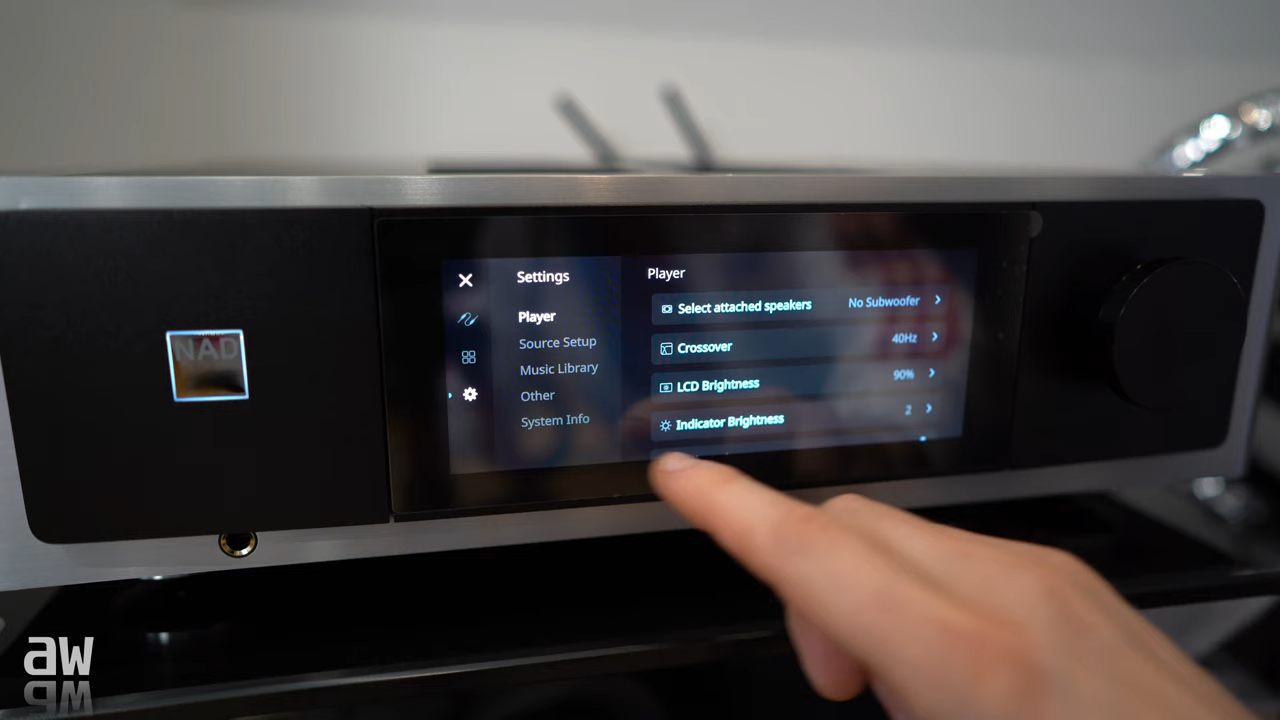 NAD
Settings
Player
Source Setup
Music Library
Other
System Info
Player
Select attached speakers No Subwoofer
Crossover 40Hz
LCD Brightness 90%
Indicator Brightness 2
aw